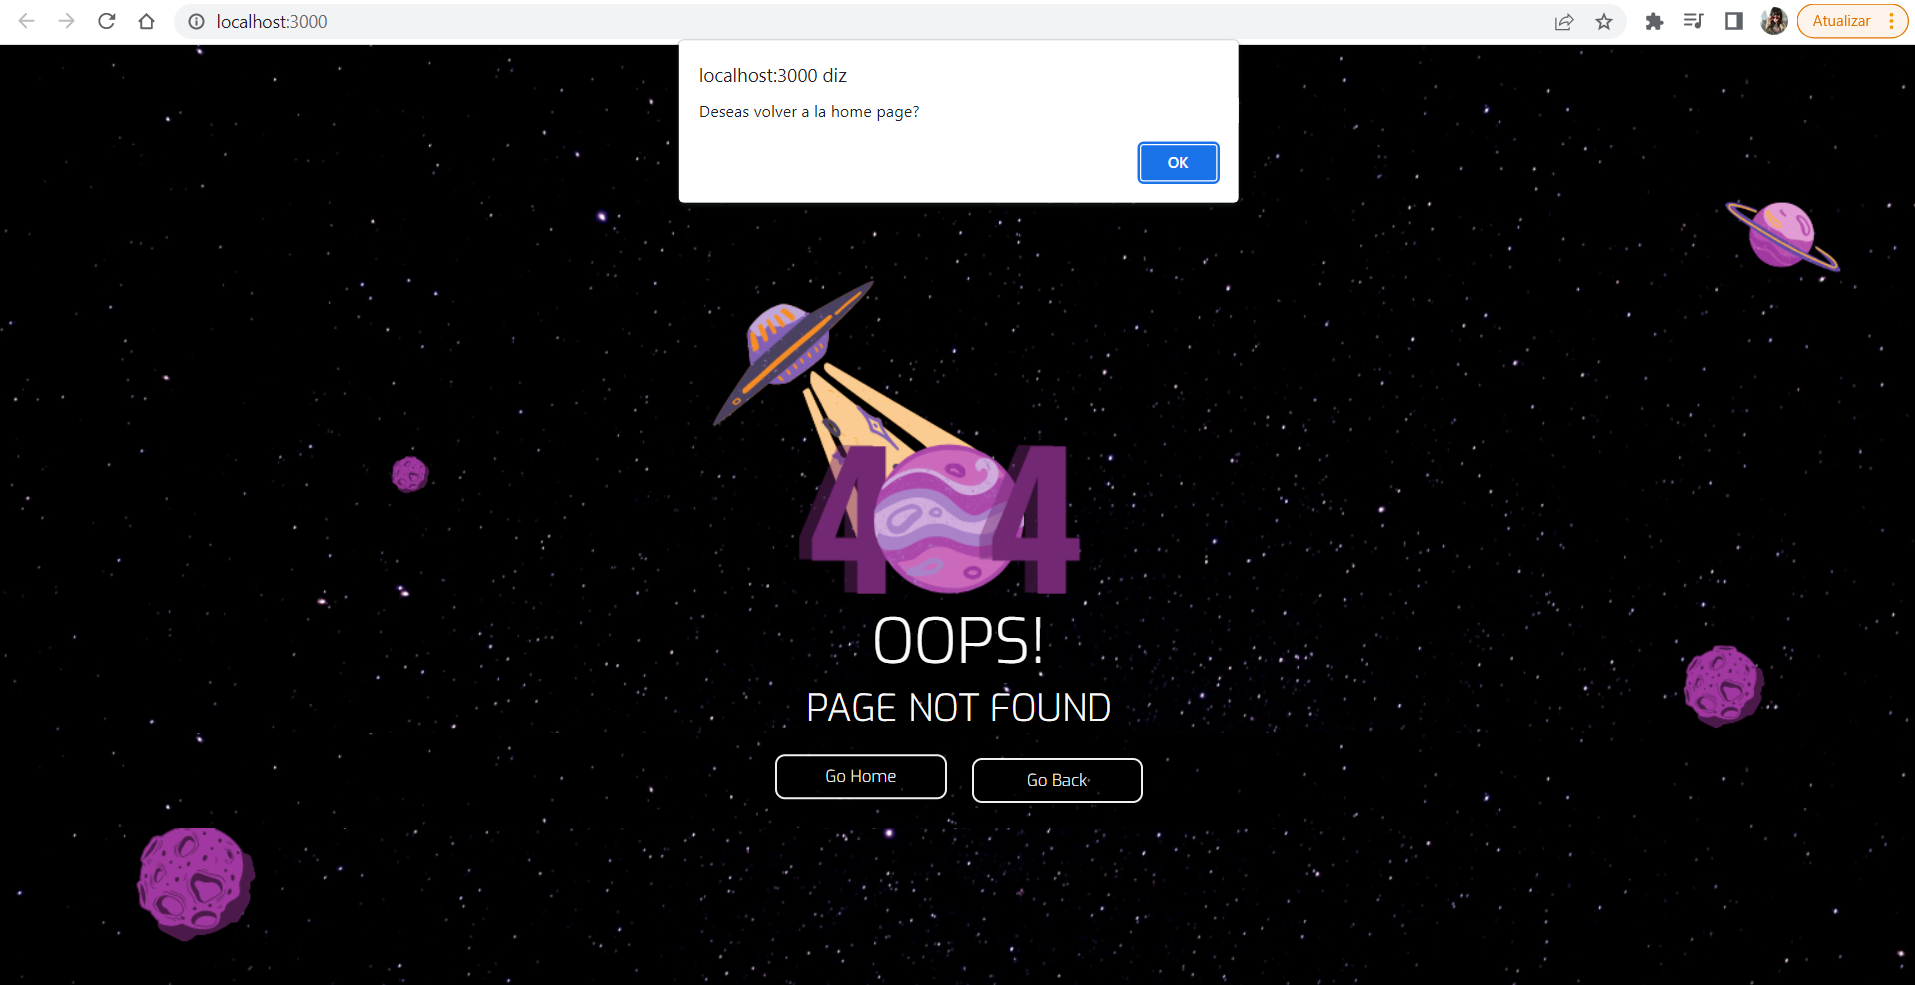 localhost:3000
Atualizar
localhost:3000 diz
Deseas volver a la home page?
OK
404
OOPS!
PAGE NOT FOUND
Go Home
Go Back